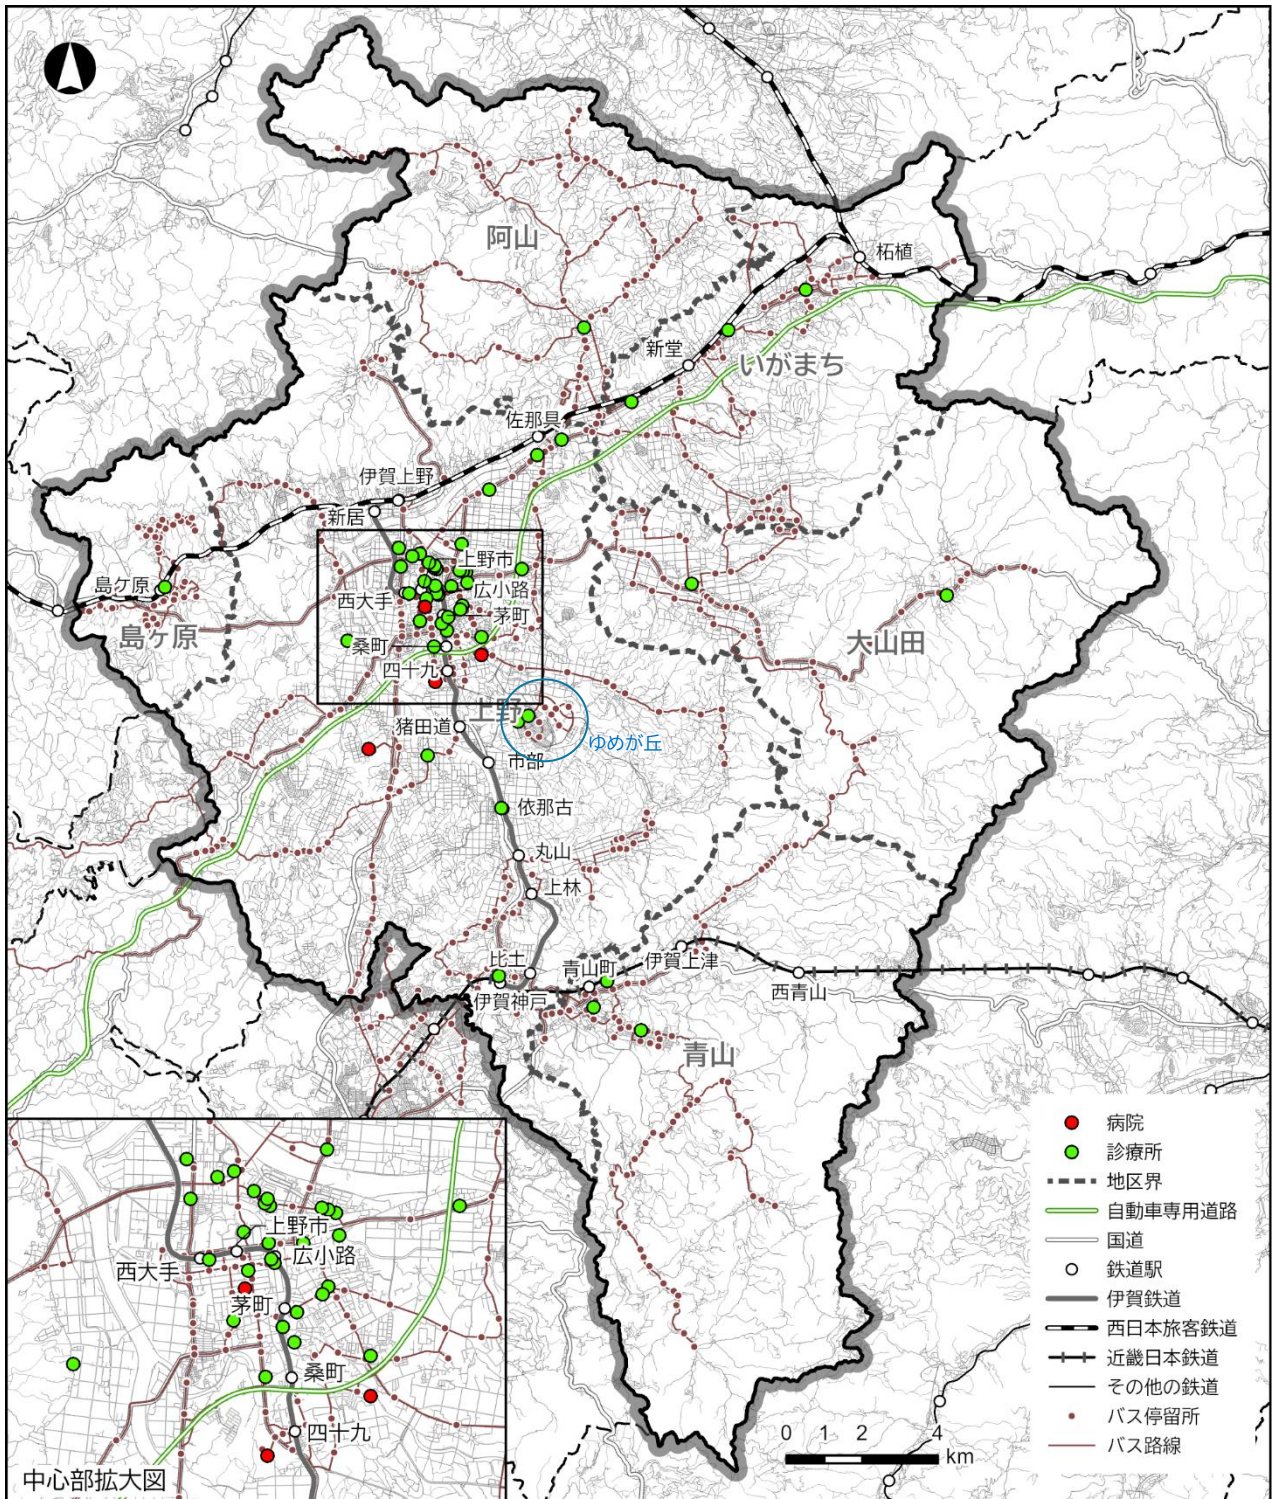 柘植
阿山
新堂
いがまち
佐那具
伊賀上野
新居
上野市
島ケ原
広小路
西大手
茅町
島ヶ原
桑町
大山田
四十九
上野
猪田道
ゆめが丘
市部
依那古
丸山
上林
比土
青山町
伊賀上津
西青山
伊賀神戸
青山
上野市
広小路
西大手
茅町
桑町
四十九
中心部拡大図
病院
診療所
地区界
自動車専用道路
国道
鉄道駅
伊賀鉄道
西日本旅客鉄道
近畿日本鉄道
その他の鉄道
バス停留所
バス路線
0 1 2 4
km